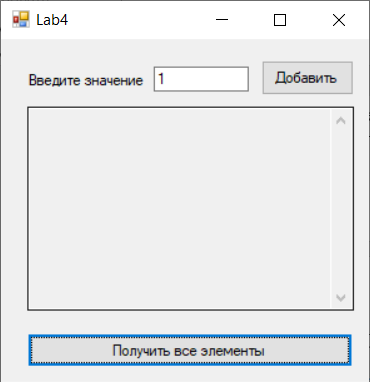 Lab4
Введите значение 1 Добавить
Получить все элементы